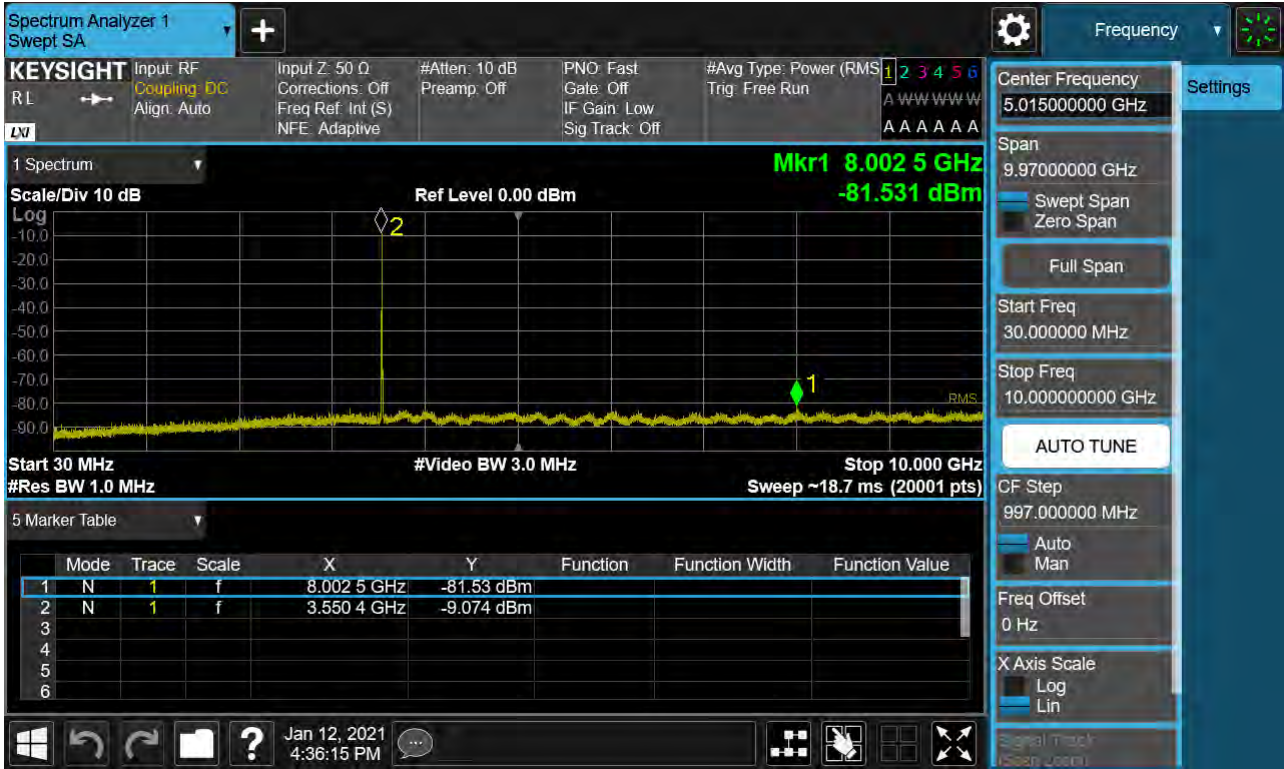 Spectrum Analyzer 1
Swept SA
Frequency
KEYSIGHT
RL
LXI
Input: RF
Coupling: DC
Align: Auto
Input Z: 50 Ω
Corrections: Off
Freq Ref: Int (S)
NFE: Adaptive
#Atten: 10 dB
Preamp: Off
PNO: Fast
Gate: Off
IF Gain: Low
Sig Track: Off
#Avg Type: Power (RMS
Trig: Free Run
1 2 3 4 5 6
A W W W W W
A A A A A A
Center Frequency
5.015000000 GHz
Settings
Span
9.97000000 GHz
Swept Span
Zero Span
Full Span
Start Freq
30.000000 MHz
Stop Freq
10.000000000 GHz
AUTO TUNE
CF Step
997.000000 MHz
Auto
Man
Freq Offset
0 Hz
X Axis Scale
Log
Lin
Signal Track
(Span Zoom)
1 Spectrum
Mkr1 8.002 5 GHz
-81.531 dBm
Scale/Div 10 dB
Ref Level 0.00 dBm
Log
-10.0
-20.0
-30.0
-40.0
-50.0
-60.0
-70.0
-80.0
-90.0
2
1
RMS
Start 30 MHz
#Video BW 3.0 MHz
Stop 10.000 GHz
#Res BW 1.0 MHz
Sweep ~18.7 ms (20001 pts)
5 Marker Table
Mode Trace Scale X Y Function Function Width Function Value
1 N 1 f 8.002 5 GHz -81.53 dBm
2 N 1 f 3.550 4 GHz -9.074 dBm
3
4
5
6
?
Jan 12, 2021
4:36:15 PM